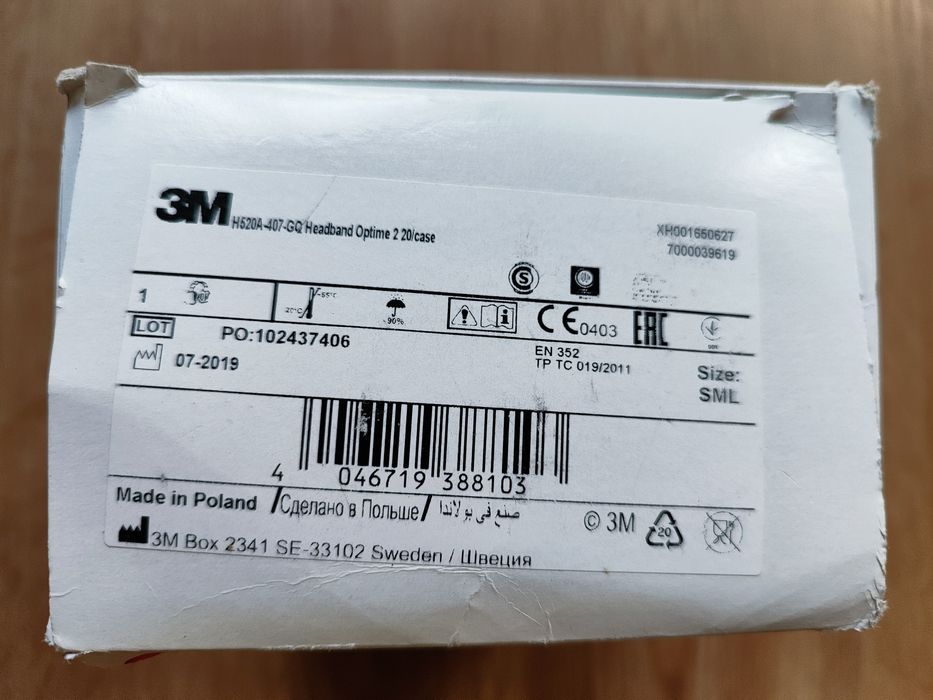 3M H520A-407-GQ Headband Optime 2 20/case
XH001650627
7000039619
S
1
-20°C
+55°C
<90%
i
CE 0403
EAC
LOT
PO:102437406
07-2019
EN 352
TP TC 019/2011
Size:
SML
4 046719 388103
Made in Poland /Сделано в Польше/ صنع في بولاندا
© 3M
20
3M Box 2341 SE-33102 Sweden / Швеция